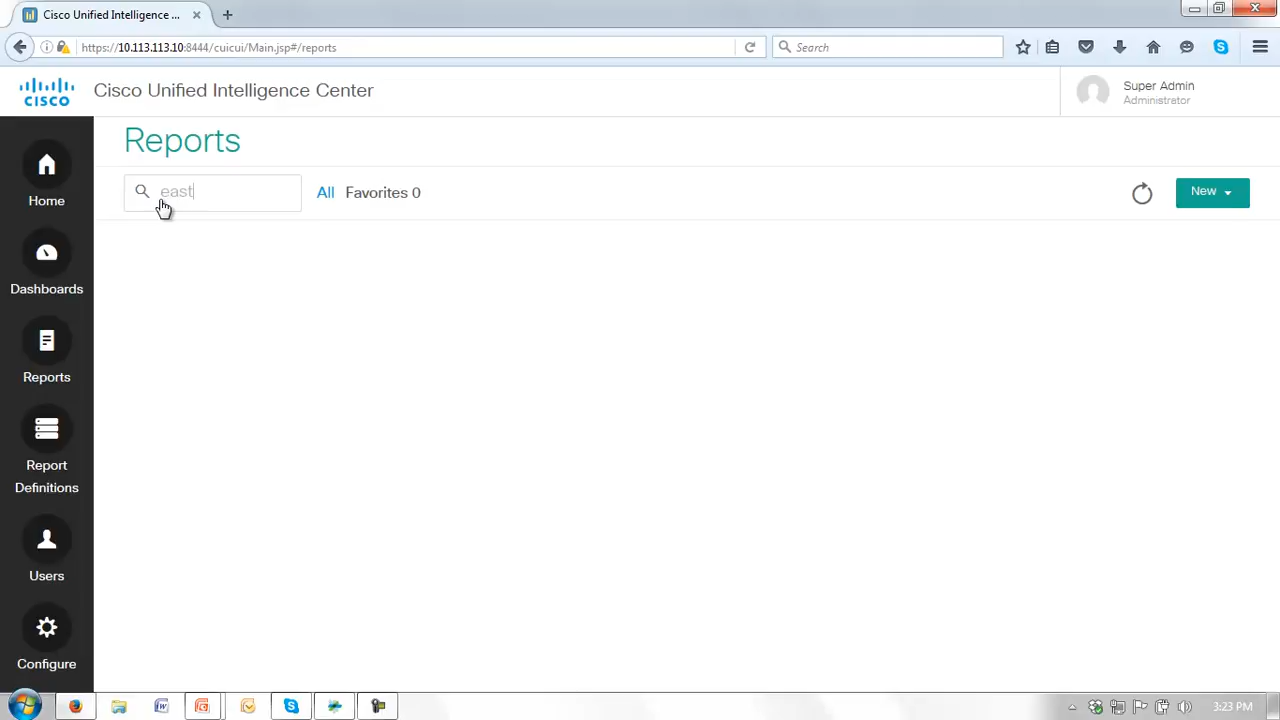 Cisco Unified Intelligence ...
https://10.113.113.10:8444/cuicui/Main.jsp#/reports
Search
CISCO
Cisco Unified Intelligence Center
Super Admin
Administrator
Reports
east
All
Favorites 0
New
Home
Dashboards
Reports
Report
Definitions
Users
Configure
3:23 PM